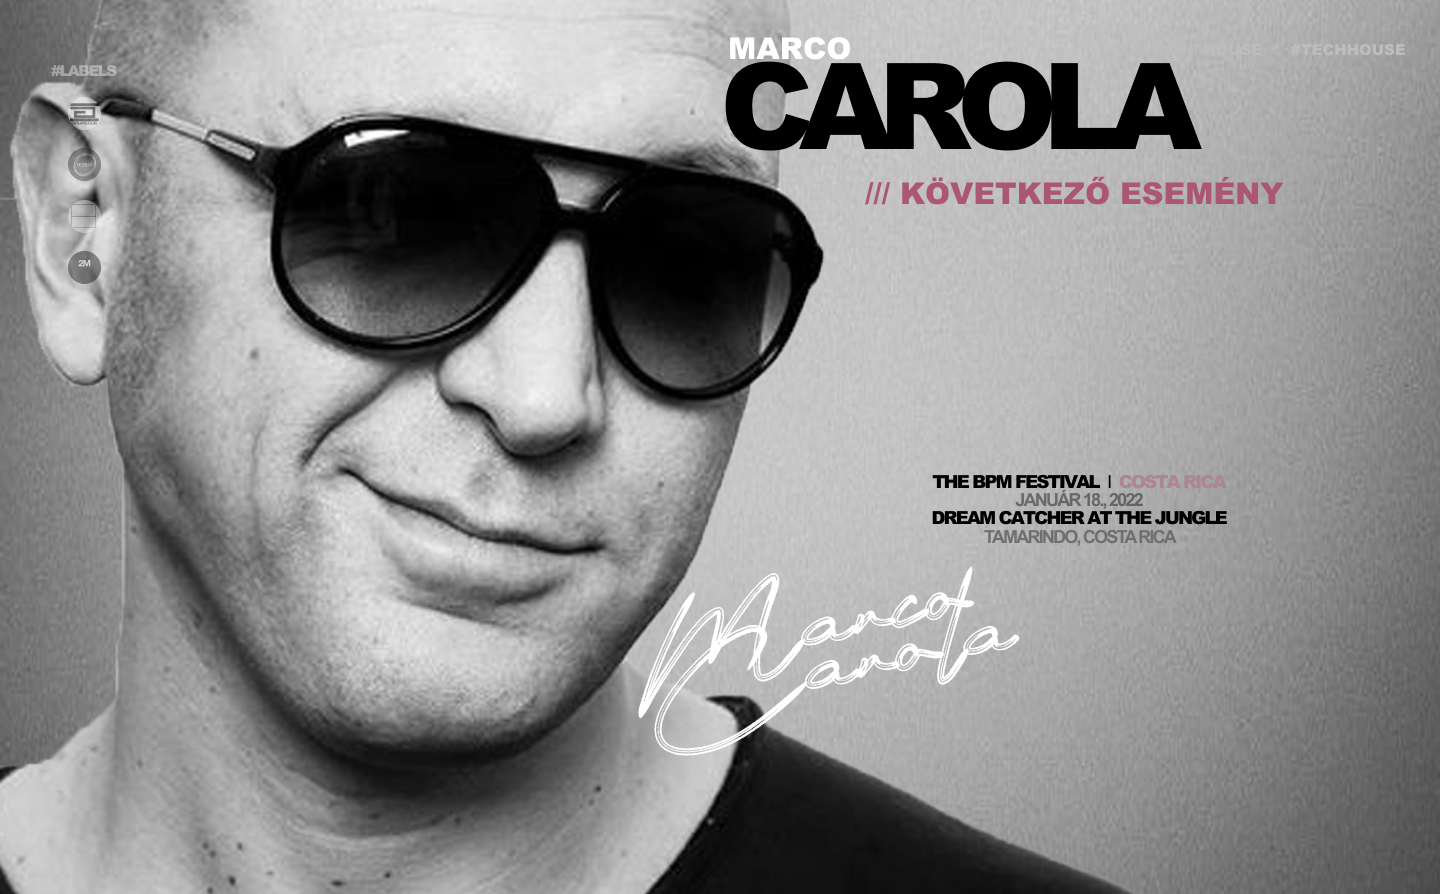 MARCO
CAROLA
#TECHHOUSE
#LABELS
/// KÖVETKEZŐ ESEMÉNY
2M
THE BPM FESTIVAL | COSTA RICA
JANUÁR 18., 2022
DREAM CATCHER AT THE JUNGLE
TAMARINDO, COSTA RICA
Marco
Carola